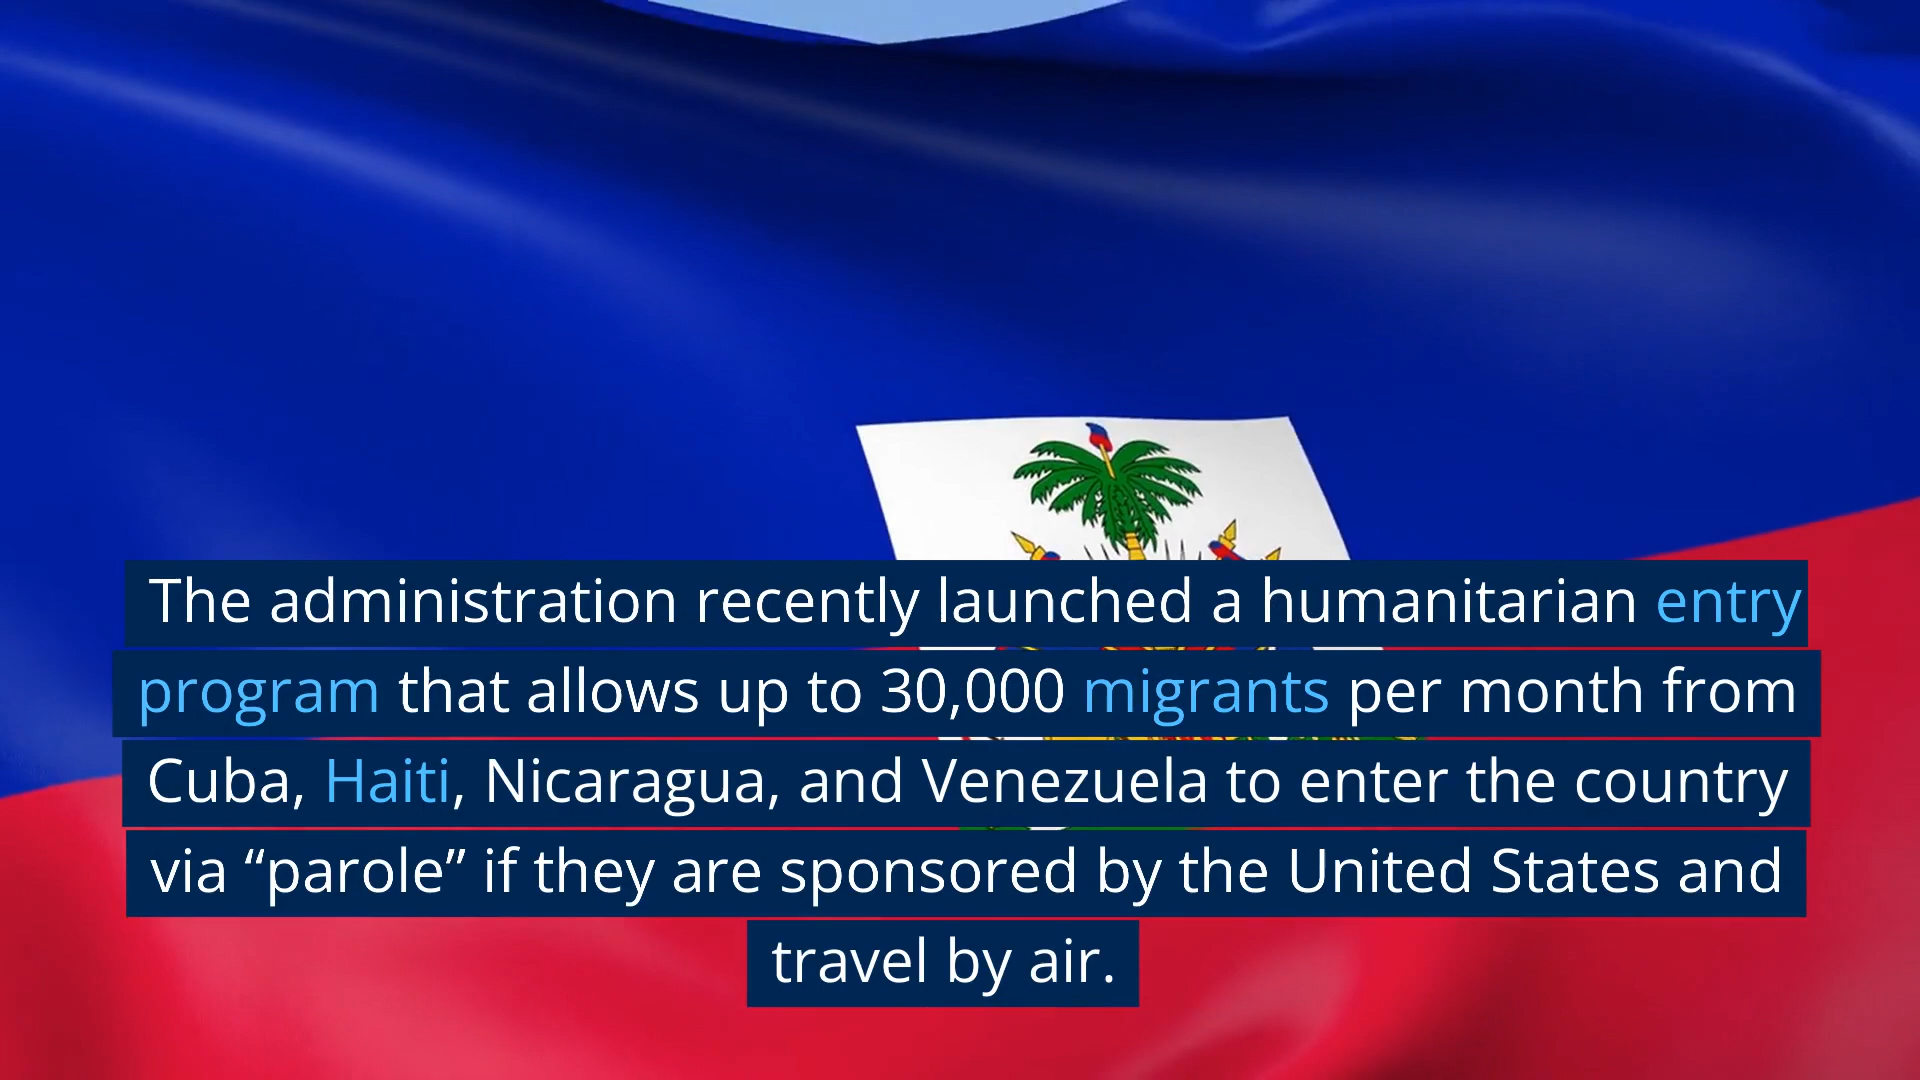 The administration recently launched a humanitarian entry
program that allows up to 30,000 migrants per month from
Cuba, Haiti, Nicaragua, and Venezuela to enter the country
via “parole” if they are sponsored by the United States and
travel by air.